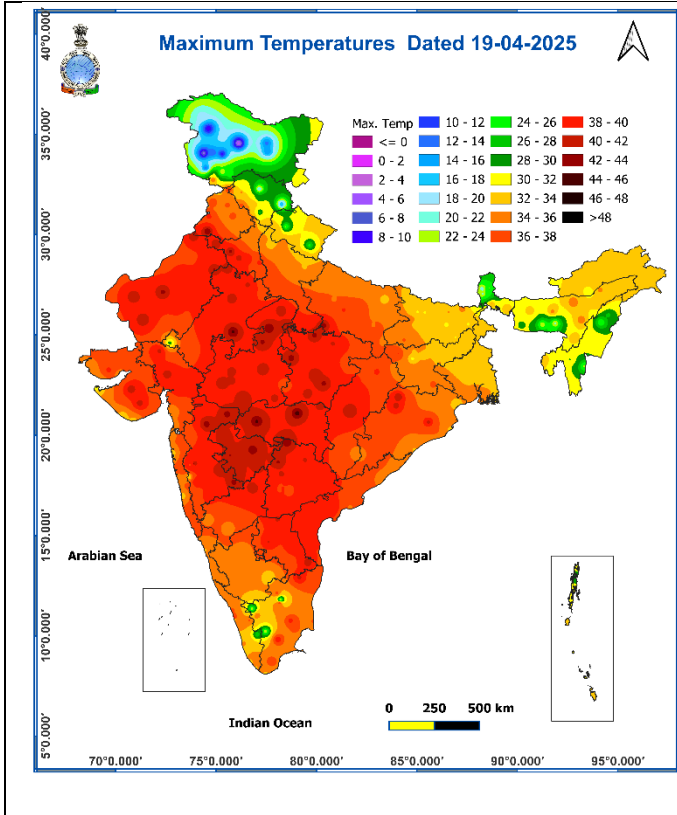 Maximum Temperatures Dated 19-04-2025
Max. Temp
<= 0
0 - 2
2 - 4
4 - 6
6 - 8
8 - 10
10 - 12
12 - 14
14 - 16
16 - 18
18 - 20
20 - 22
22 - 24
24 - 26
26 - 28
28 - 30
30 - 32
32 - 34
34 - 36
36 - 38
38 - 40
40 - 42
42 - 44
44 - 46
46 - 48
>48
40°0.000'
35°0.000'
30°0.000'
25°0.000'
20°0.000'
15°0.000'
10°0.000'
5°0.000'
Arabian Sea
Bay of Bengal
Indian Ocean
0 250 500 km
70°0.000' 75°0.000' 80°0.000' 85°0.000' 90°0.000' 95°0.000'